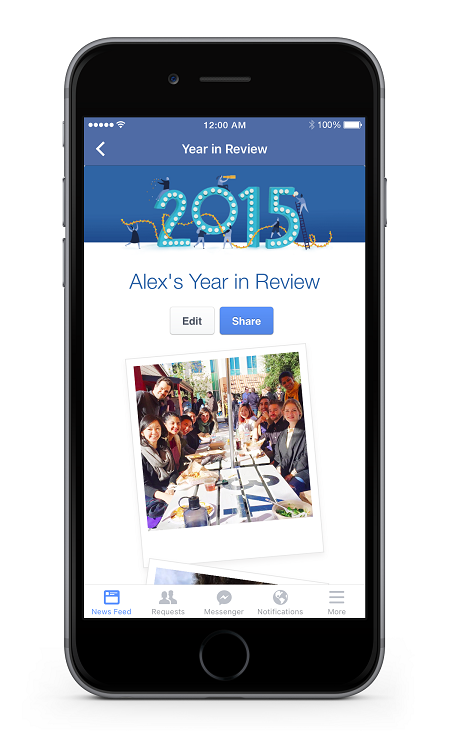 12:00 AM
100%
Year in Review
2015
Alex's Year in Review
Edit
Share
News Feed
Requests
Messenger
Notifications
More